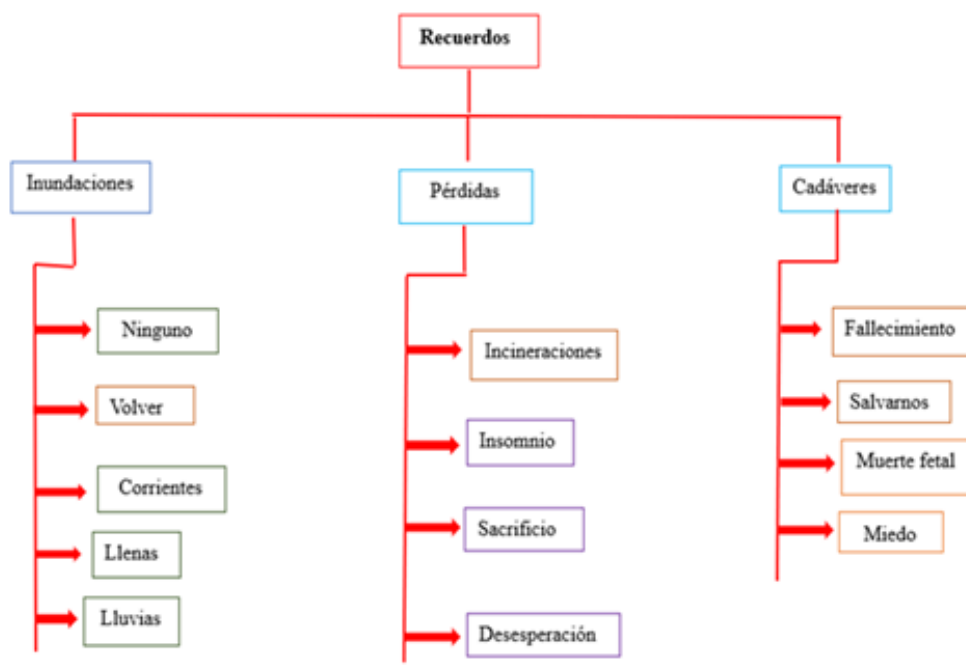 Recuerdos
Inundaciones
Ninguno
Volver
Corrientes
Llenas
Lluvias
Pérdidas
Incineraciones
Insomnio
Sacrificio
Desesperación
Cadáveres
Fallecimiento
Salvarnos
Muerte fetal
Miedo